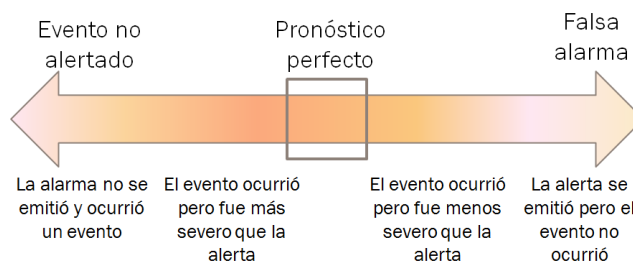 Evento no
alertado
Pronóstico
perfecto
Falsa
alarma
La alarma no se
emitió y ocurrió
un evento
El evento ocurrió
pero fue más
severo que la
alerta
El evento ocurrió
pero fue menos
severo que la
alerta
La alerta se
emitió pero el
evento no
ocurrió